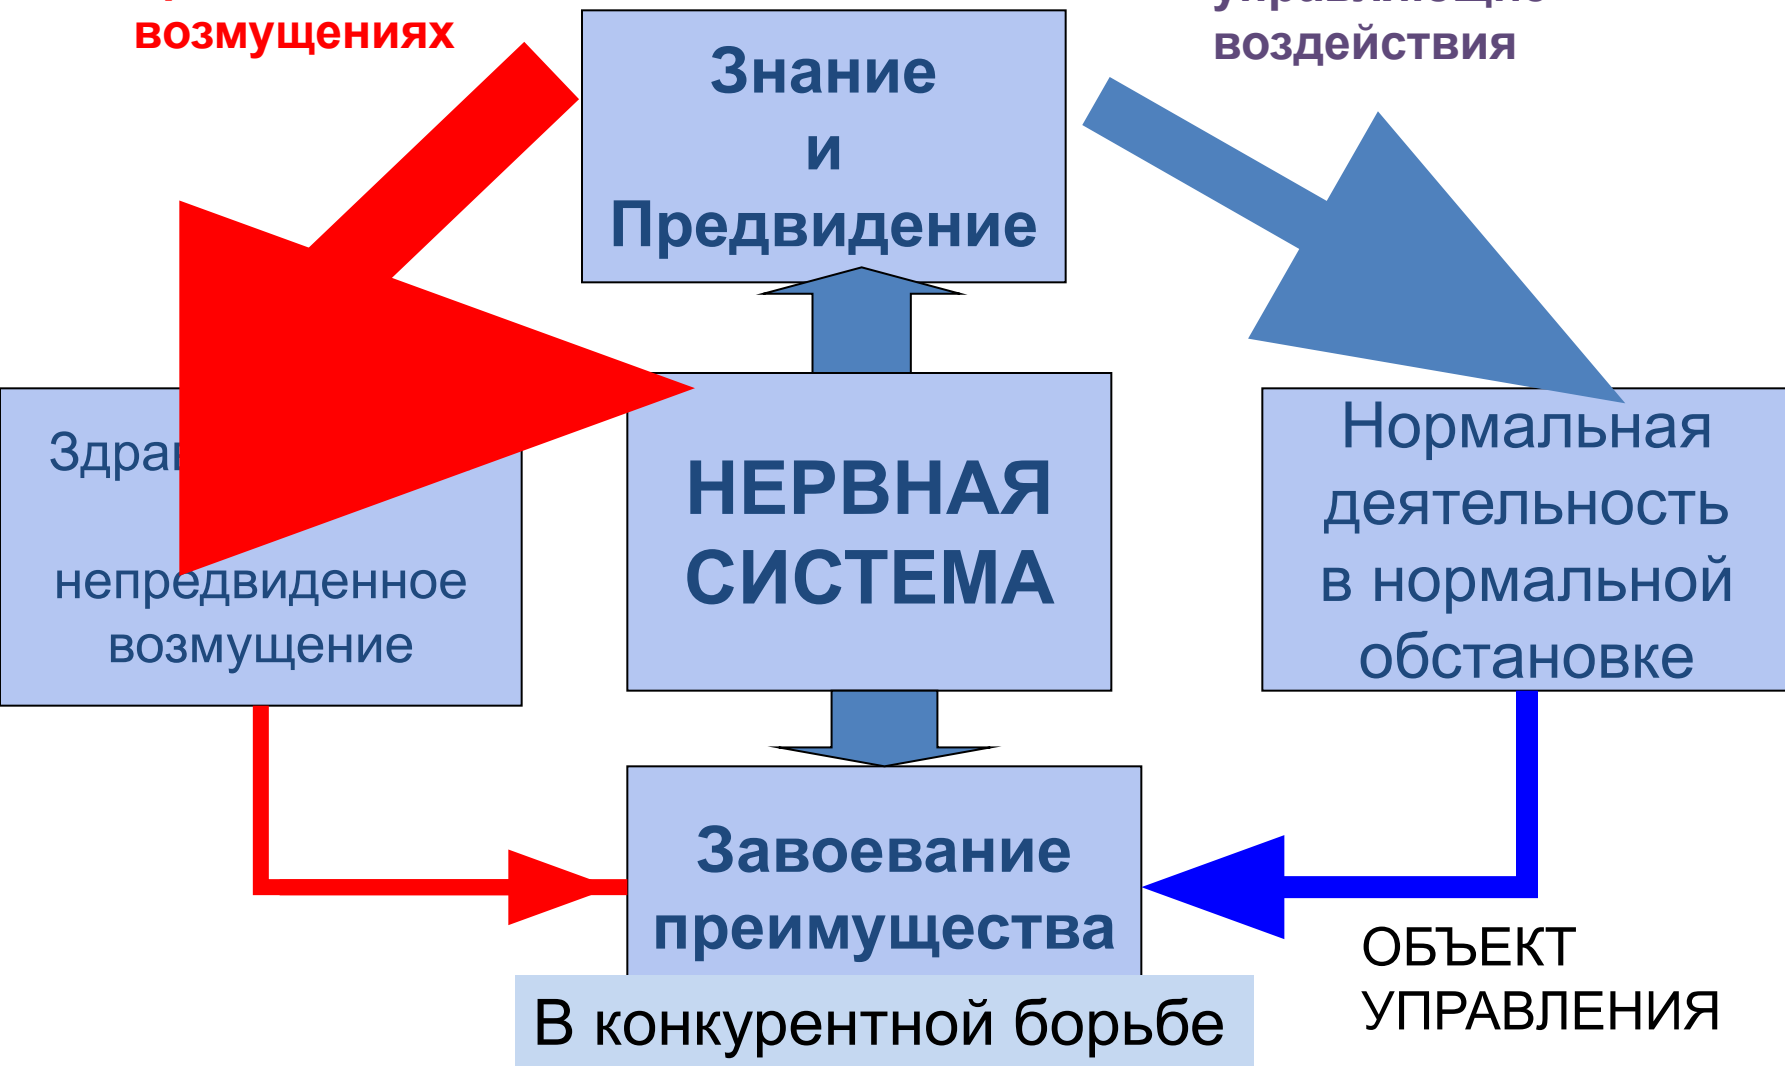 возмущениях
воздействия
Знание
и
Предвидение
непредвиденное
возмущение
НЕРВНАЯ
СИСТЕМА
Нормальная
деятельность
в нормальной
обстановке
Завоевание
преимущества
В конкурентной борьбе
ОБЪЕКТ
УПРАВЛЕНИЯ